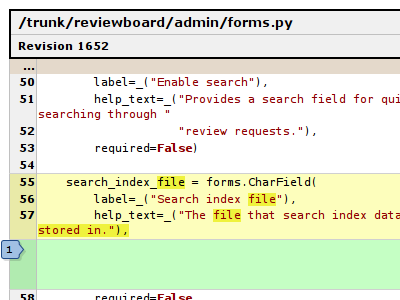 /trunk/reviewboard/admin/forms.py
Revision 1652
...
50 label=_("Enable search"),
51 help_text=_("Provides a search field for qui
searching through "
52 "review requests."),
53 required=False)
54
55 search_index_file = forms.CharField(
56 label=_("Search index file"),
57 help_text=_("The file that search index data
stored in."),
1
58 required=False